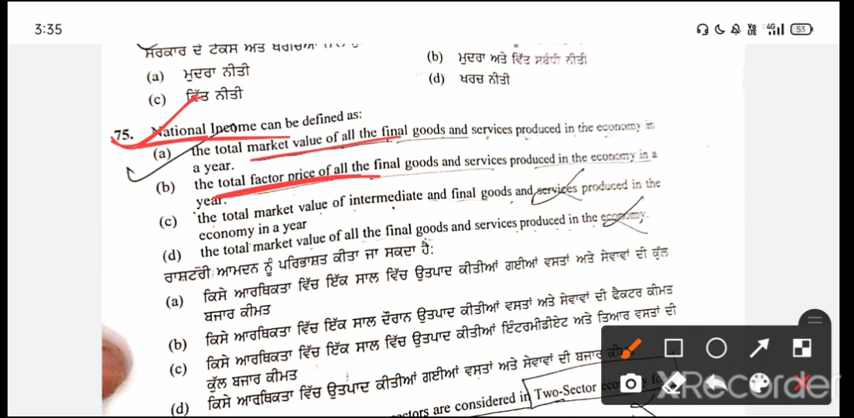 3:35
4G
53
ਸਰਕਾਰ ਦੇ ਟੈਕਸ ਅਤੇ
(a) ਮੁਦਰਾ ਨੀਤੀ
(b) ਮੁਦਰਾ ਅਤੇ ਵਿੱਤ ਸਬੰਧੀ ਨੀਤੀ
(c) ਵਿੱਤ ਨੀਤੀ
(d) ਖਰਚ ਨੀਤੀ
75. National Income can be defined as:
(a) the total market value of all the final goods and services produced in the economy in
a year.
(b) the total factor price of all the final goods and services produced in the economy in a
year.
(c) the total market value of intermediate and final goods and services produced in the
economy in a year
(d) the total market value of all the final goods and services produced in the economy.
ਰਾਸ਼ਟਰੀ ਆਮਦਨ ਨੂੰ ਪਰਿਭਾਸ਼ਤ ਕੀਤਾ ਜਾ ਸਕਦਾ ਹੈ:
(a) ਕਿਸੇ ਆਰਥਿਕਤਾ ਵਿੱਚ ਇੱਕ ਸਾਲ ਵਿੱਚ ਉਤਪਾਦ ਕੀਤੀਆਂ ਗਈਆਂ ਵਸਤਾਂ ਅਤੇ ਸੇਵਾਵਾਂ ਦੀ ਕੁੱਲ
ਬਜਾਰ ਕੀਮਤ
(b) ਕਿਸੇ ਆਰਥਿਕਤਾ ਵਿੱਚ ਇੱਕ ਸਾਲ ਦੌਰਾਨ ਉਤਪਾਦ ਕੀਤੀਆਂ ਵਸਤਾਂ ਅਤੇ ਸੇਵਾਵਾਂ ਦੀ ਫੈਕਟਰ ਕੀਮਤ
(c) ਕਿਸੇ ਆਰਥਿਕਤਾ ਵਿੱਚ ਇੱਕ ਸਾਲ ਵਿੱਚ ਉਤਪਾਦ ਕੀਤੀਆਂ ਇੰਟਰਮੀਡੀਏਟ ਅਤੇ ਤਿਆਰ ਵਸਤਾਂ ਦੀ
ਕੁੱਲ ਬਜਾਰ ਕੀਮਤ
(d) ਕਿਸੇ ਆਰਥਿਕਤਾ ਵਿੱਚ ਉਤਪਾਦ ਕੀਤੀਆਂ ਗਈਆਂ ਵਸਤਾਂ ਅਤੇ ਸੇਵਾਵਾਂ ਦੀ ਬਜਾਰ
are considered in Two-Sector
XRecorder